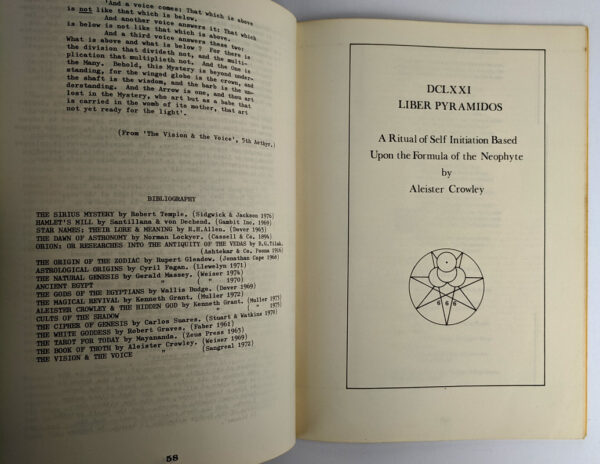 'And a voice comes: That which is above
is not like that which is below.
And another voice answers it: That which
is below is not like that which is above.
And a third voice answers these two:
What is above and what is below? For there is
the division that divideth not, and the multi-
plication that multiplieth not. And the One is
the Many. Behold, this Mystery is beyond under-
standing, for the winged globe is the crown, and
the shaft is the wisdom, and the barb is the un-
derstanding. And the Arrow is one, and thou art
lost in the Mystery, who art but as a babe that
is carried in the womb of its mother, that art
not yet ready for the light'.
(From 'The Vision & the Voice', 5th Aethyr.)
BIBLIOGRAPHY
THE SIRIUS MYSTERY by Robert Temple. (Sidgwick & Jackson 1976)
HAMLET'S MILL by Santillana & von Dechend. (Gambit Inc. 1969)
STAR NAMES; THEIR LORE & MEANING by R.H.Allen. (Dover 1963)
THE DAWN OF ASTRONOMY by Norman Lockyer. (Cassell & Co. 1894)
ORION: OR RESEARCHES INTO THE ANTIQUITY OF THE VEDAS by B.G.Tilak.
(Ashtekar & Co. Poona 1916)
THE ORIGIN OF THE ZODIAC by Rupert Gleadow. (Jonathan Cape 1968)
ASTROLOGICAL ORIGINS by Cyril Fagan. (Llewelyn 1971)
THE NATURAL GENESIS by Gerald Massey. (Weiser 1974)
ANCIENT EGYPT " ( " 1970)
THE GODS OF THE EGYPTIANS by Wallis Budge. (Dover 1969)
THE MAGICAL REVIVAL by Kenneth Grant. (Muller 1972)
ALEISTER CROWLEY & THE HIDDEN GOD by Kenneth Grant. (Muller 1973)
CULTS OF THE SHADOW " " 1975)
THE CIPHER OF GENESIS by Carlos Suares. (Stuart & Watkins 1970)
THE WHITE GODDESS by Robert Graves. (Faber 1961)
THE TAROT FOR TODAY by Mayananda. (Zeus Press 1963)
THE BOOK OF THOTH by Aleister Crowley. (Weiser 1969)
THE VISION & THE VOICE " (Sangreal 1972)
58
DCLXXI
LIBER PYRAMIDOS
A Ritual of Self Initiation Based
Upon the Formula of the Neophyte
by
Aleister Crowley
6 6 6